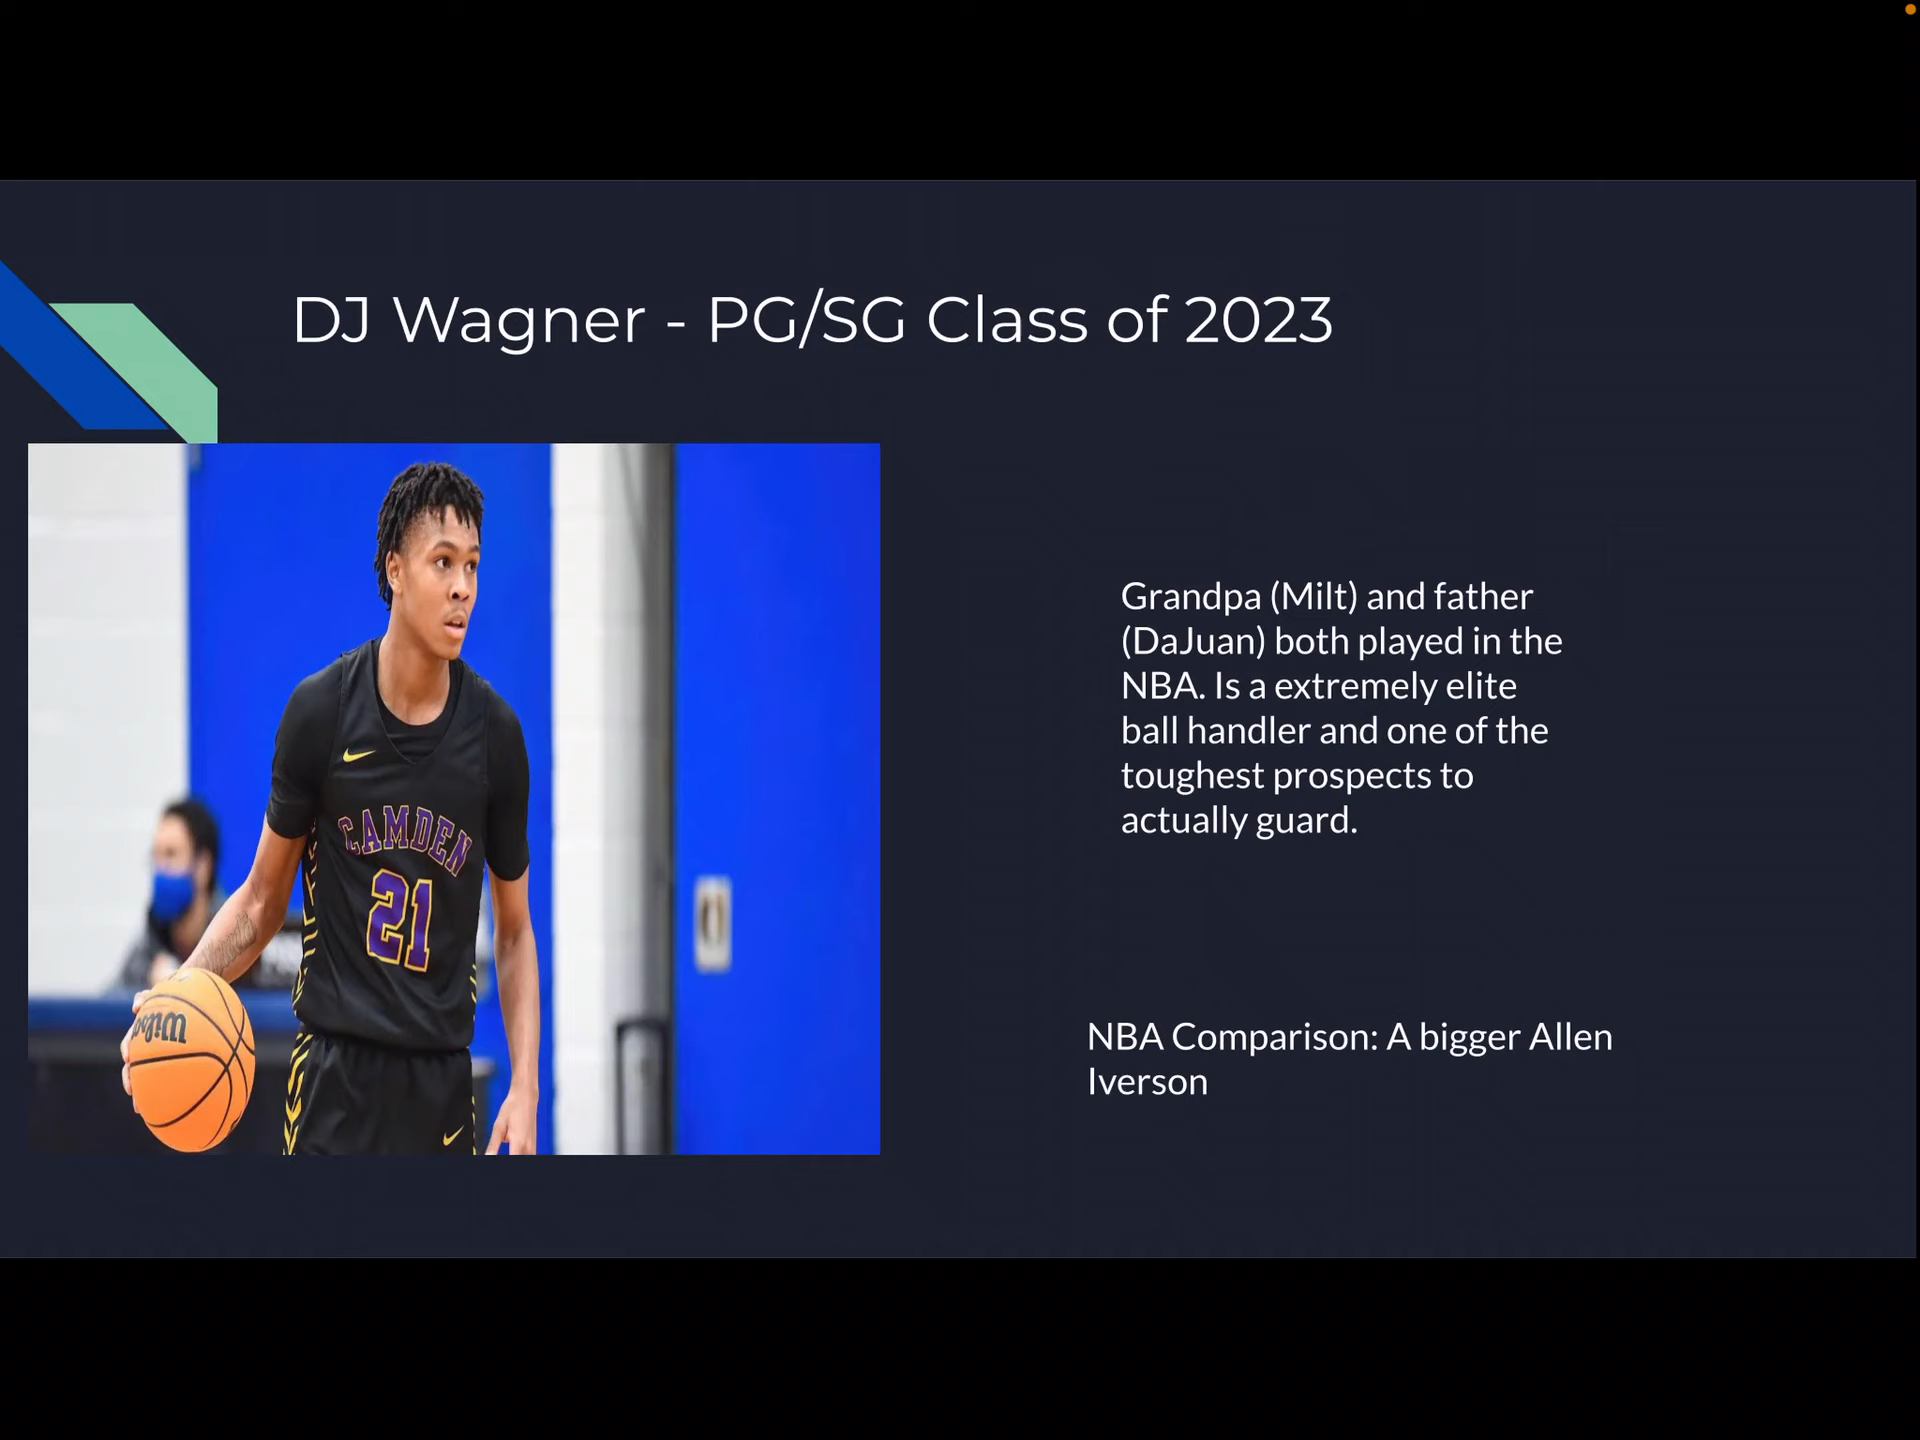 DJ Wagner - PG/SG Class of 2023
CAMDEN
21
Wilson
Grandpa (Milt) and father
(DaJuan) both played in the
NBA. Is a extremely elite
ball handler and one of the
toughest prospects to
actually guard.
NBA Comparison: A bigger Allen
Iverson